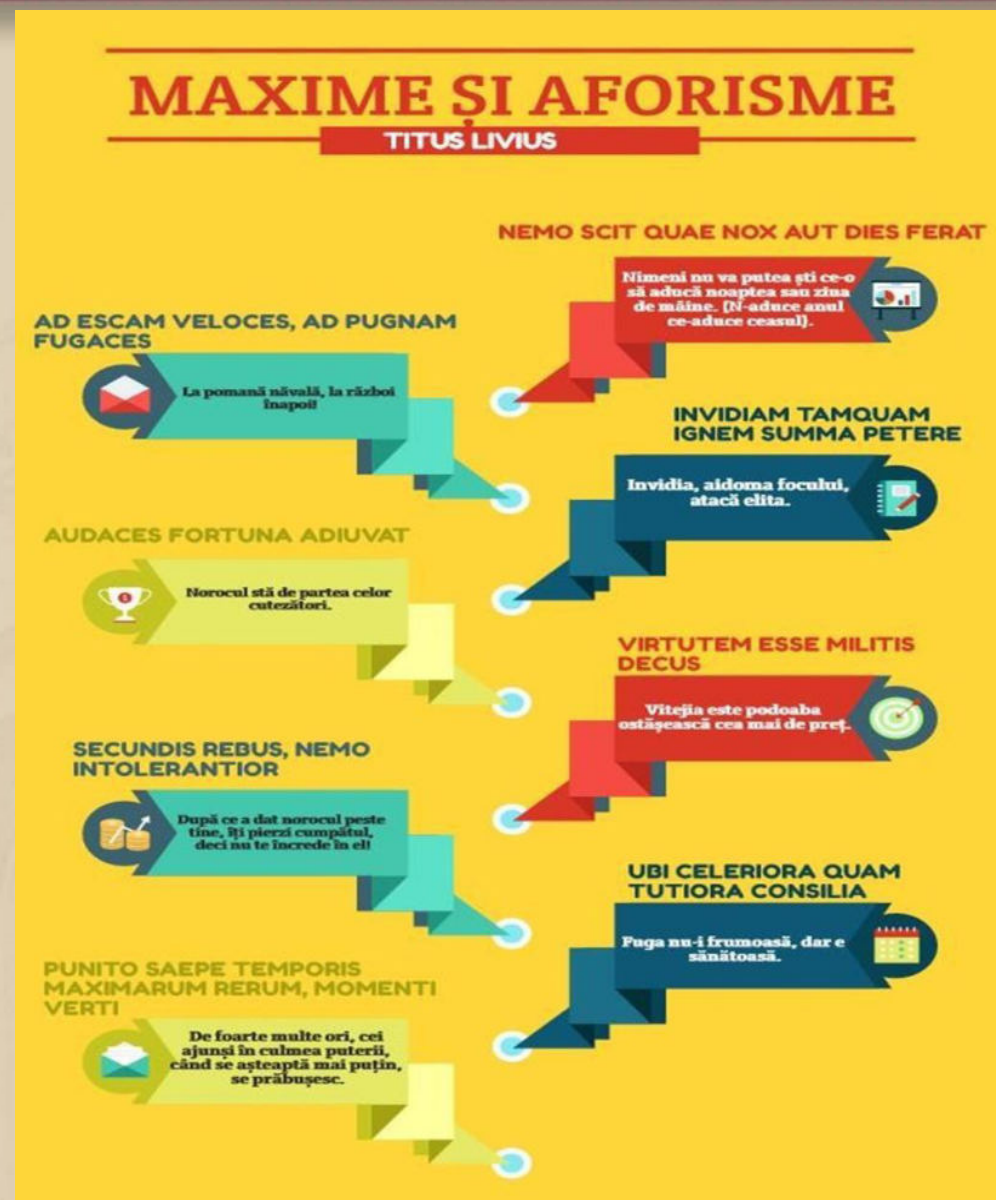 MAXIME ȘI AFORISME
TITUS LIVIUS
NEMO SCIT QUAE NOX AUT DIES FERAT
Nimeni nu va putea ști ce-o
să aducă noaptea sau ziua
de mâine. (N-aduce anul
ce-aduce ceasul).
AD ESCAM VELOCES, AD PUGNAM
FUGACES
La pomană năvală, la război
înapoi!
INVIDIAM TAMQUAM
IGNEM SUMMA PETERE
Invidia, aidoma focului,
atacă elita.
AUDACES FORTUNA ADIUVAT
Norocul stă de partea celor
cutezători.
VIRTUTEM ESSE MILITIS
DECUS
Vitejia este podoaba
ostășească cea mai de preț.
SECUNDIS REBUS, NEMO
INTOLERANTIOR
După ce a dat norocul peste
tine, îți pierzi cumpătul,
deci nu te încrede în el!
UBI CELERIORA QUAM
TUTIORA CONSILIA
Fuga nu-i frumoasă, dar e
sănătoasă.
PUNITO SAEPE TEMPORIS
MAXIMARUM RERUM, MOMENTI
VERTI
De foarte multe ori, cei
ajunși în culmea puterii,
când se așteaptă mai puțin,
se prăbușesc.